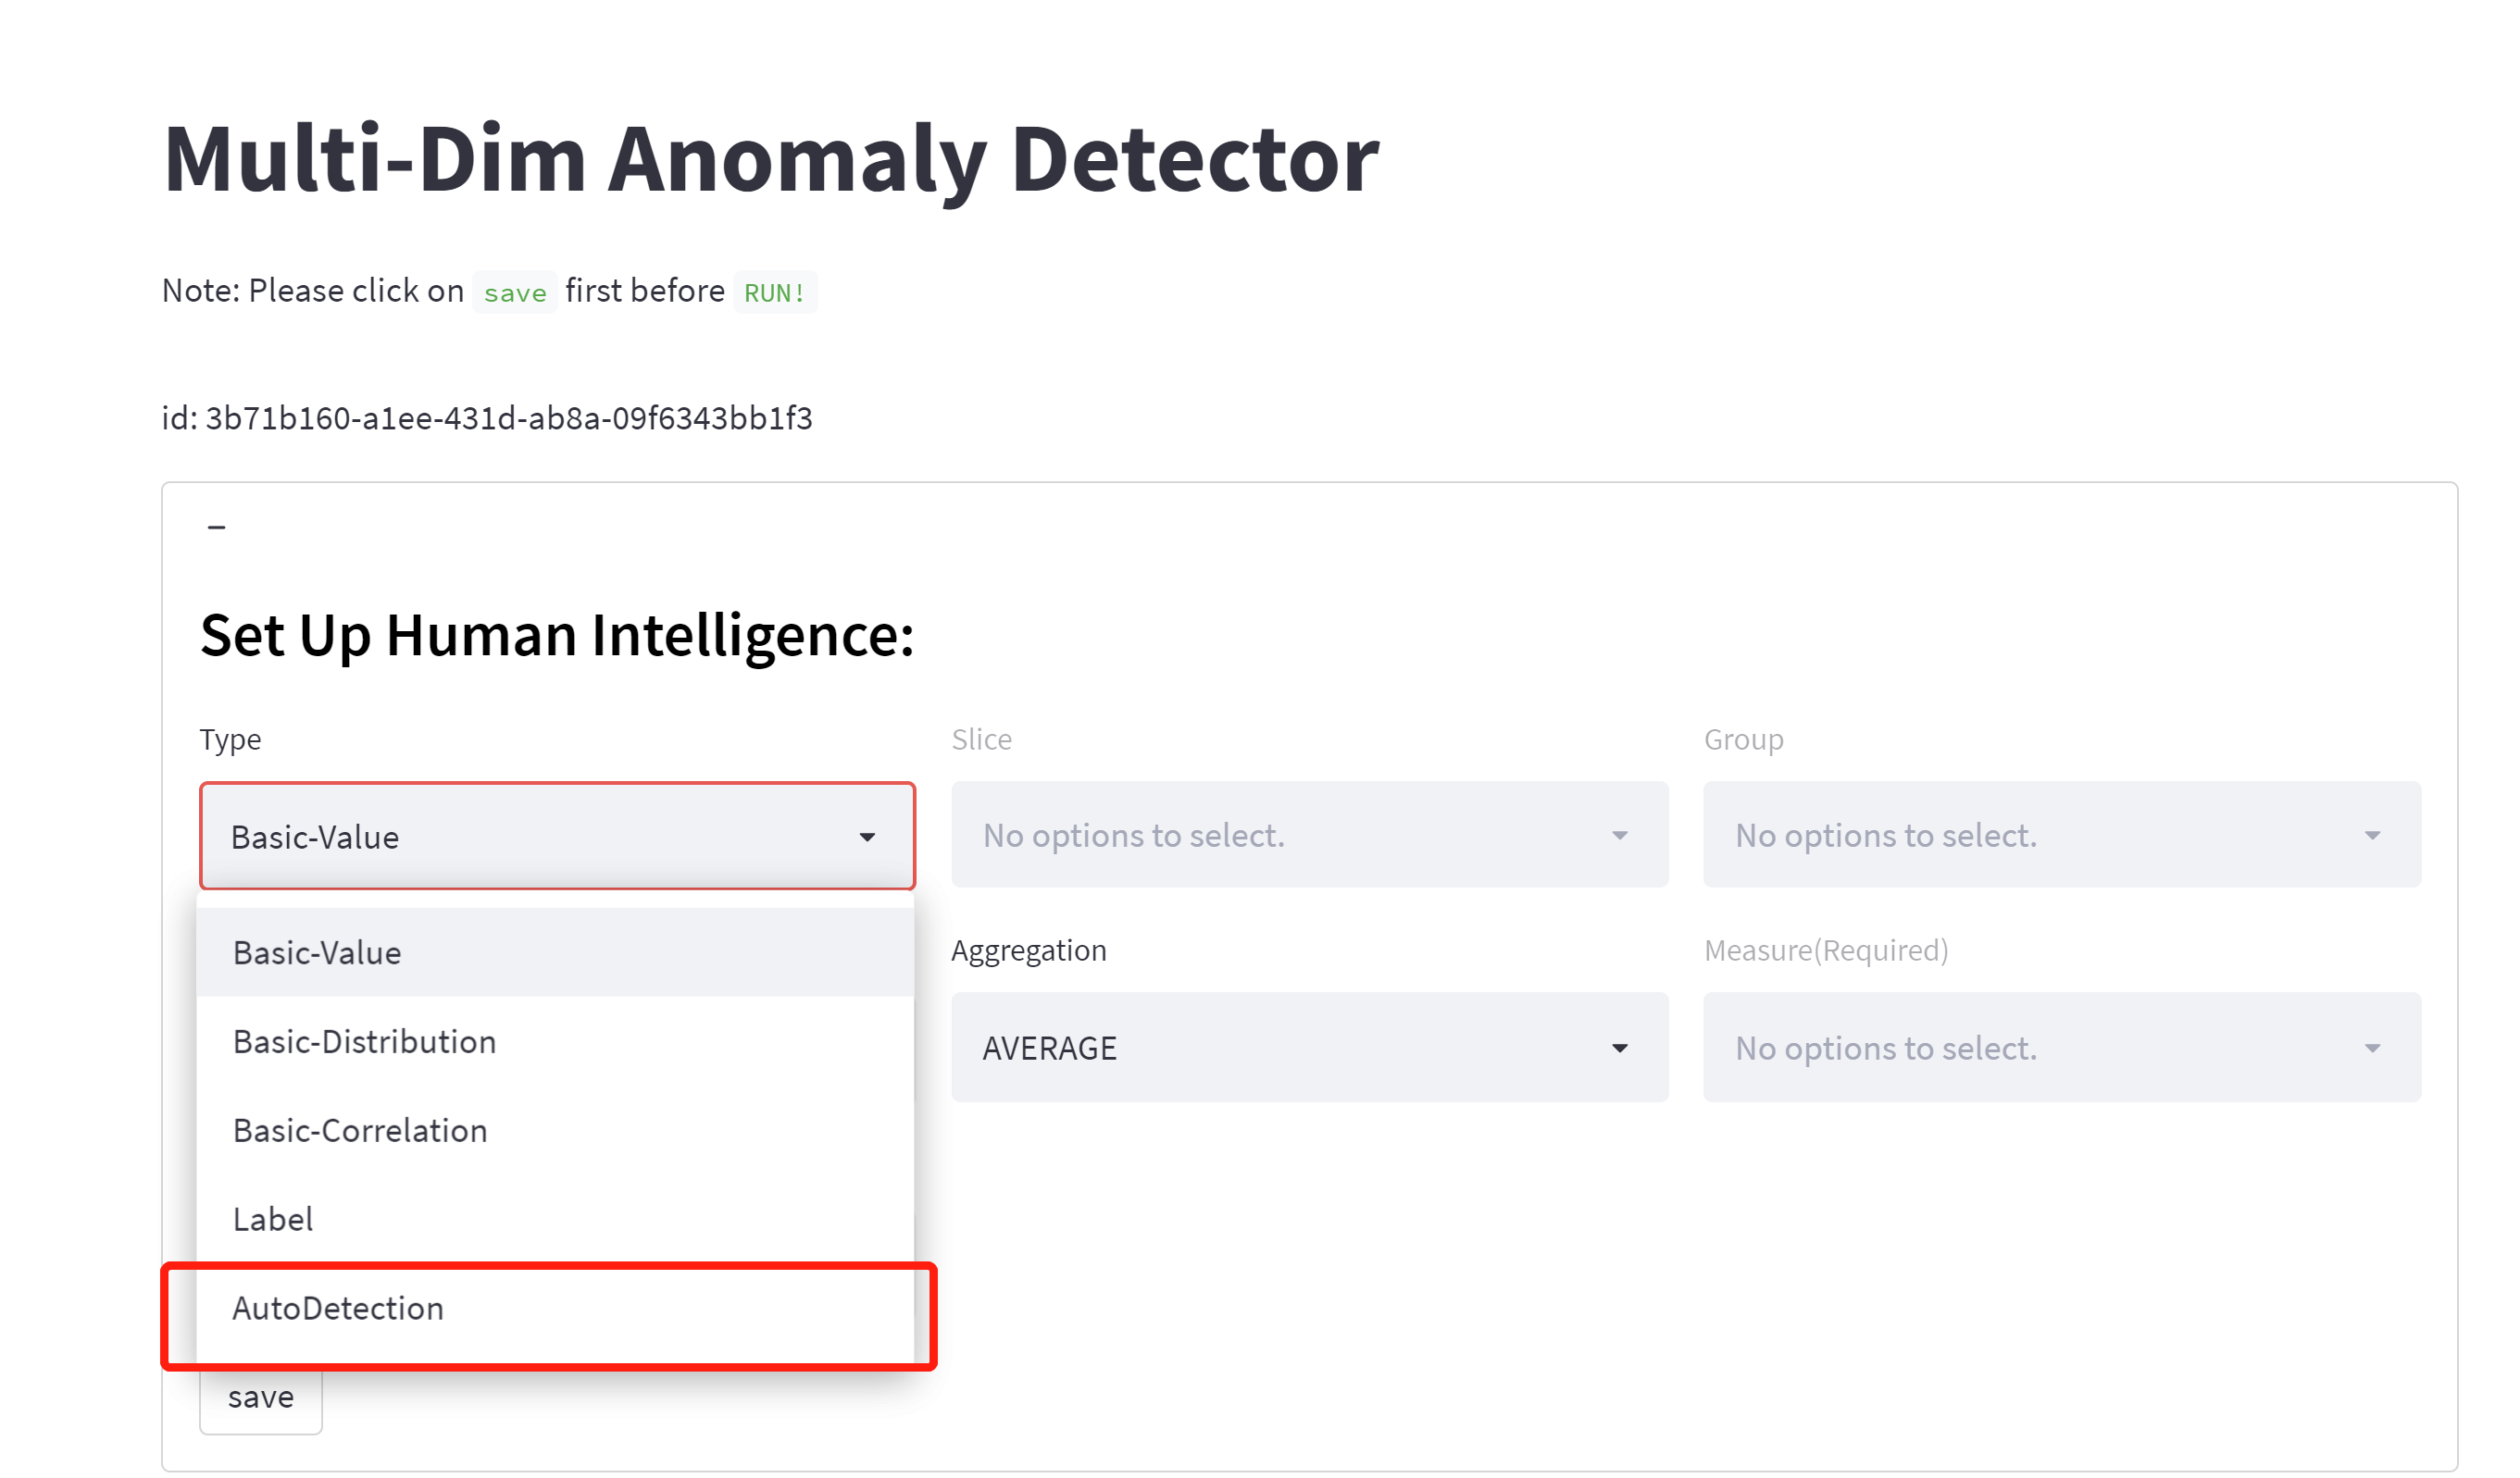 Multi-Dim Anomaly Detector
Note: Please click on save first before RUN!
id: 3b71b160-a1ee-431d-ab8a-09f6343bb1f3
–
Set Up Human Intelligence:
Type Slice Group
Basic-Value No options to select. No options to select.
Basic-Value
Aggregation Measure(Required)
Basic-Distribution
AVERAGE No options to select.
Basic-Correlation
Label
AutoDetection
save